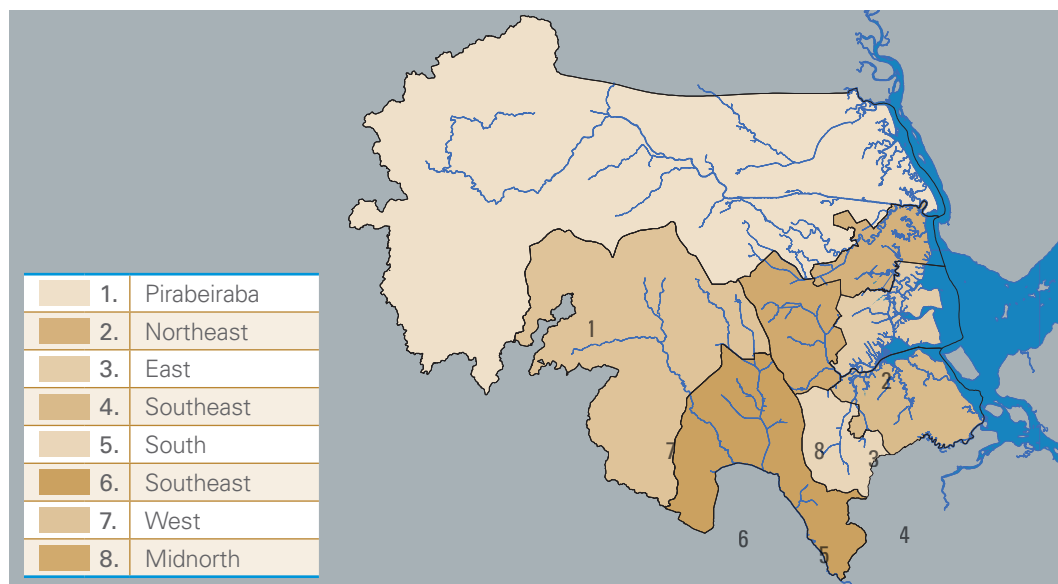 1. Pirabeiraba
2. Northeast
3. East
4. Southeast
5. South
6. Southeast
7. West
8. Midnorth
1
2
7
8
3
6
5
4